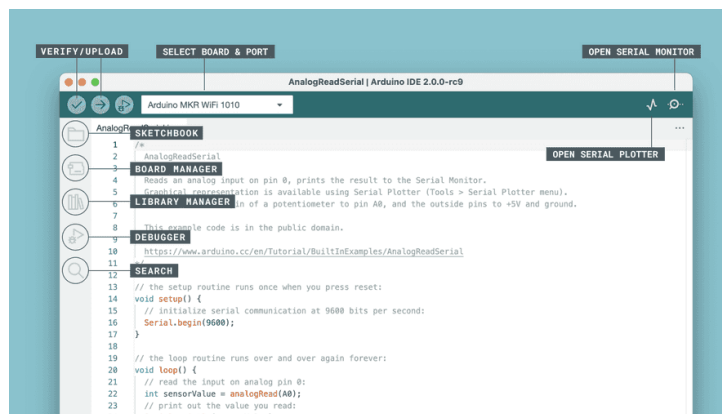 VERIFY/UPLOAD
SELECT BOARD & PORT
OPEN SERIAL MONITOR
AnalogReadSerial | Arduino IDE 2.0.0-rc9
Arduino MKR WiFi 1010
SKETCHBOOK
OPEN SERIAL PLOTTER
BOARD MANAGER
LIBRARY MANAGER
DEBUGGER
SEARCH
1 /*
2 AnalogReadSerial
4 Reads an analog input on pin 0, prints the result to the Serial Monitor.
5 Graphical representation is available using Serial Plotter (Tools > Serial Plotter menu).
6 in of a potentiometer to pin A0, and the outside pins to +5V and ground.
7
8 This example code is in the public domain.
9
10 https://www.arduino.cc/en/Tutorial/BuiltInExamples/AnalogReadSerial
11
12
13 // the setup routine runs once when you press reset:
14 void setup() {
15 // initialize serial communication at 9600 bits per second:
16 Serial.begin(9600);
17 }
18
19 // the loop routine runs over and over again forever:
20 void loop() {
21 // read the input on analog pin 0:
22 int sensorValue = analogRead(A0);
23 // print out the value you read: